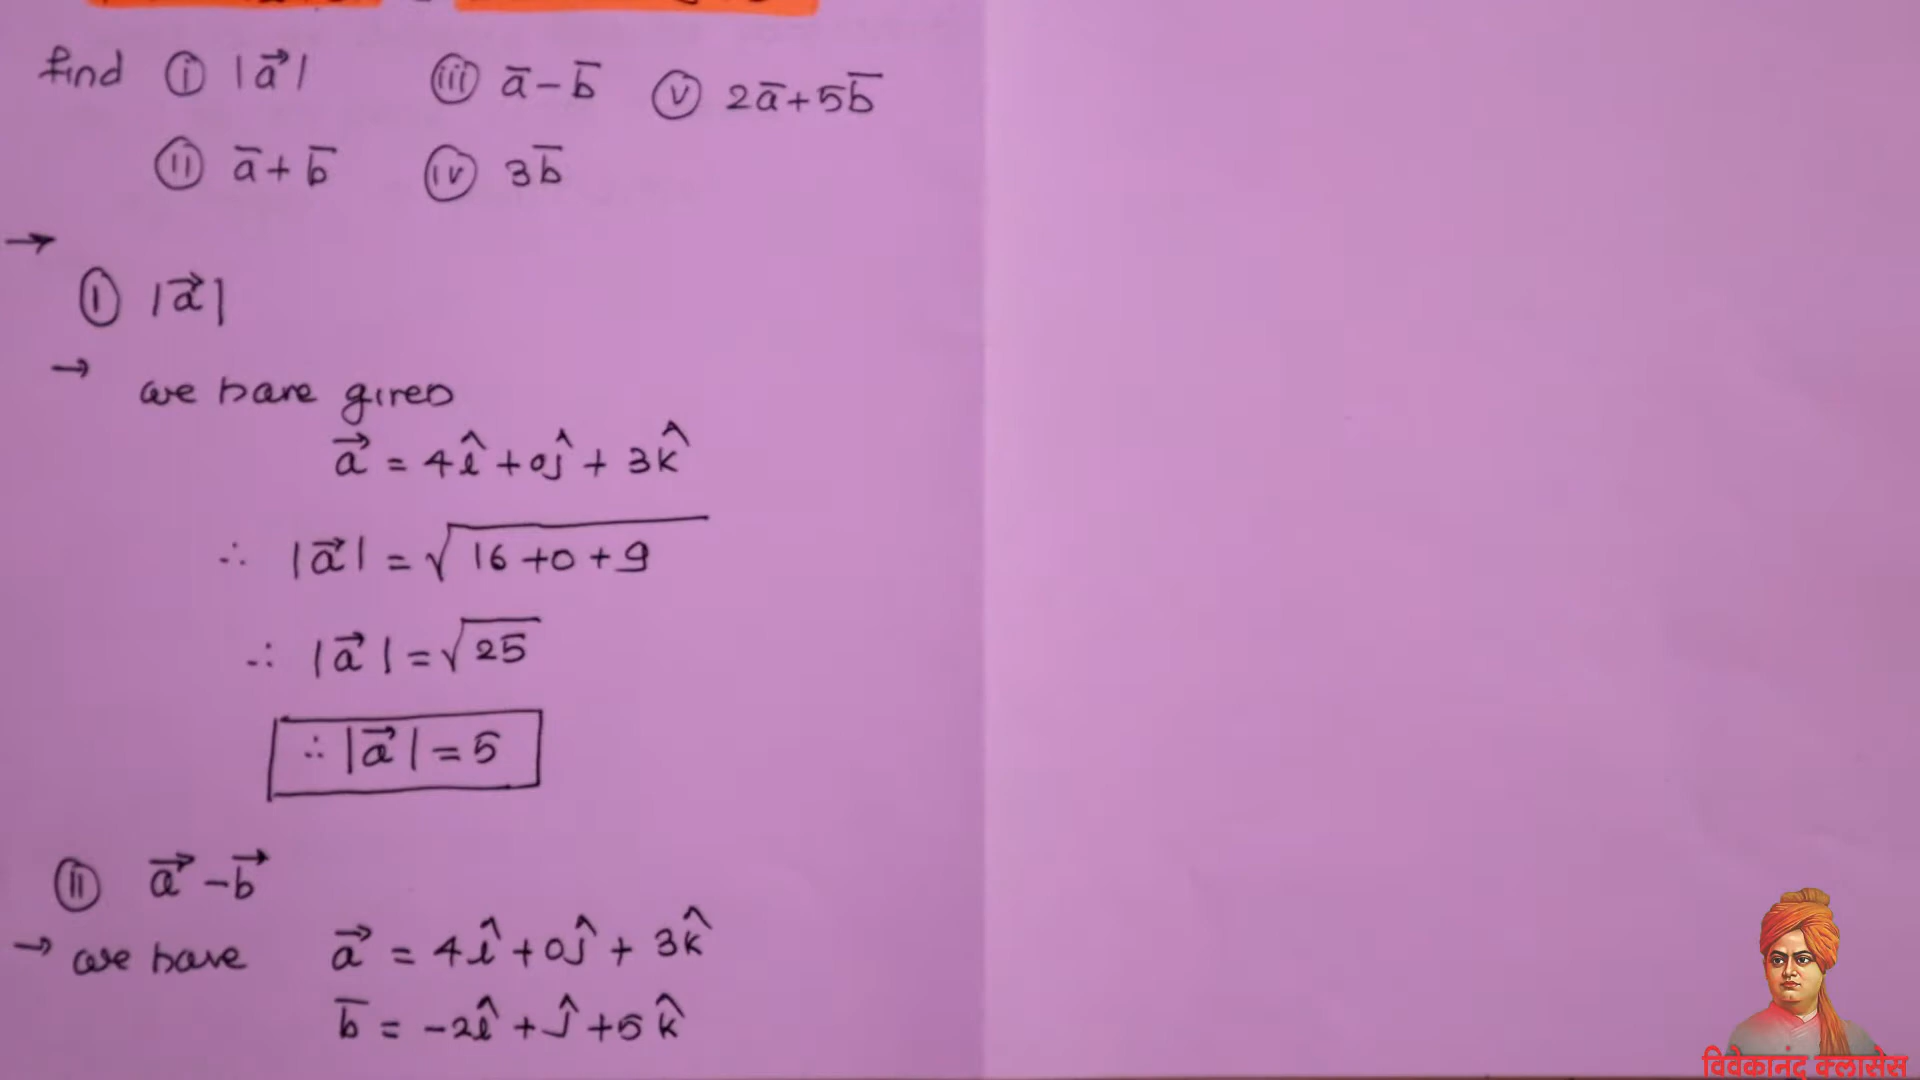 find (i) |a⃗| (iii) a̅ - b̅ (v) 2a̅ + 5b̅
(ii) a̅ + b̅ (iv) 3b̅
→
(i) |a⃗|
→ we have given
a⃗ = 4î + 0ĵ + 3k̂
∴ |a⃗| = √16 + 0 + 9
∴ |a⃗| = √25
∴ |a⃗| = 5
(ii) a⃗ - b⃗
→ we have a⃗ = 4î + 0ĵ + 3k̂
b̅ = -2î + ĵ + 5k̂
विवेकानंद क्लासेस